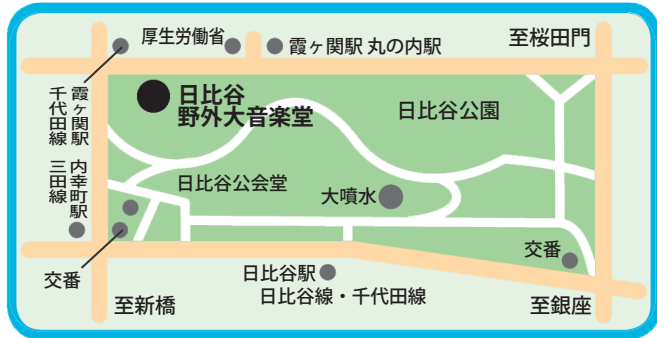 厚生労働省
霞ヶ関駅 丸の内駅
至桜田門
霞ヶ関駅
千代田線
日比谷
野外大音楽堂
日比谷公園
内幸町駅
三田線
日比谷公会堂
大噴水
交番
交番
日比谷駅
日比谷線・千代田線
至新橋
至銀座